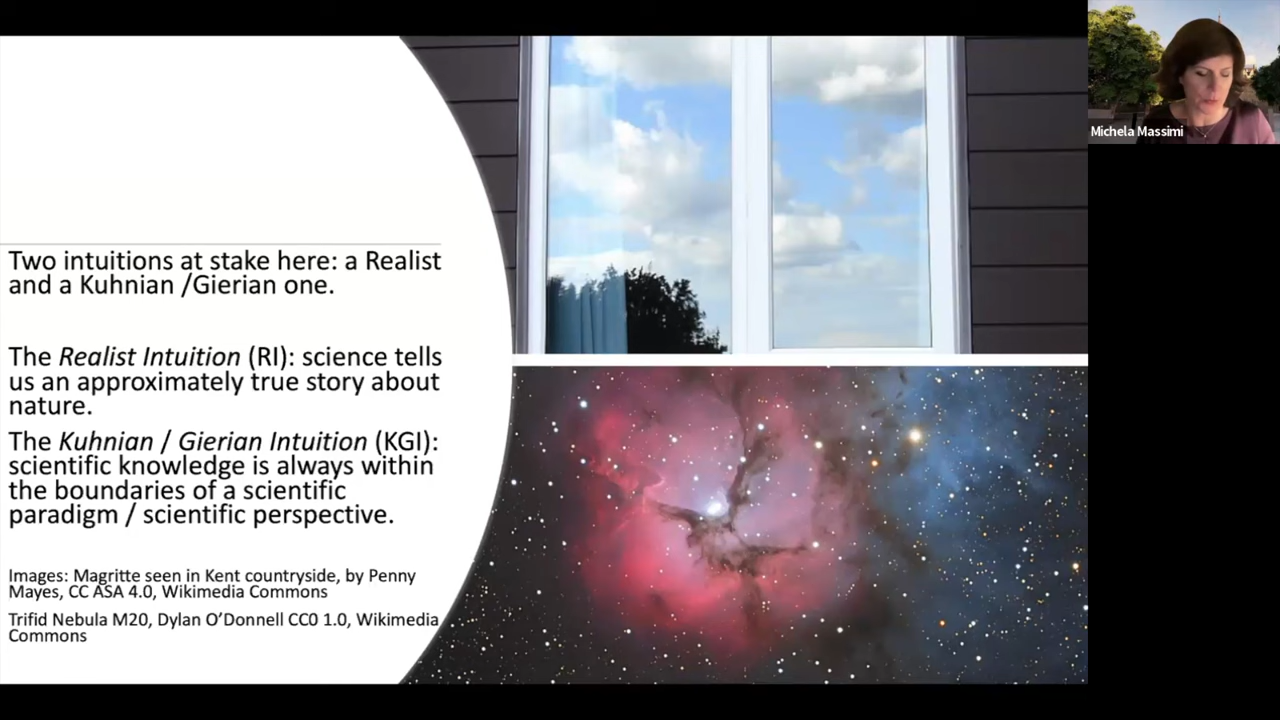 Two intuitions at stake here: a Realist
and a Kuhnian /Gierian one.
The Realist Intuition (RI): science tells
us an approximately true story about
nature.
The Kuhnian / Gierian Intuition (KGI):
scientific knowledge is always within
the boundaries of a scientific
paradigm / scientific perspective.
Images: Magritte seen in Kent countryside, by Penny
Mayes, CC ASA 4.0, Wikimedia Commons
Trifid Nebula M20, Dylan O’Donnell CC0 1.0, Wikimedia
Commons
Michela Massimi